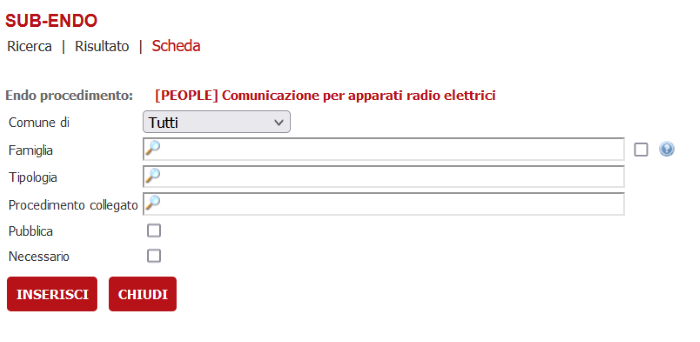 SUB-ENDO
Ricerca | Risultato | Scheda
Endo procedimento: [PEOPLE] Comunicazione per apparati radio elettrici
Comune di Tutti
Famiglia ?
Tipologia
Procedimento collegato
Pubblica
Necessario
INSERISCI CHIUDI